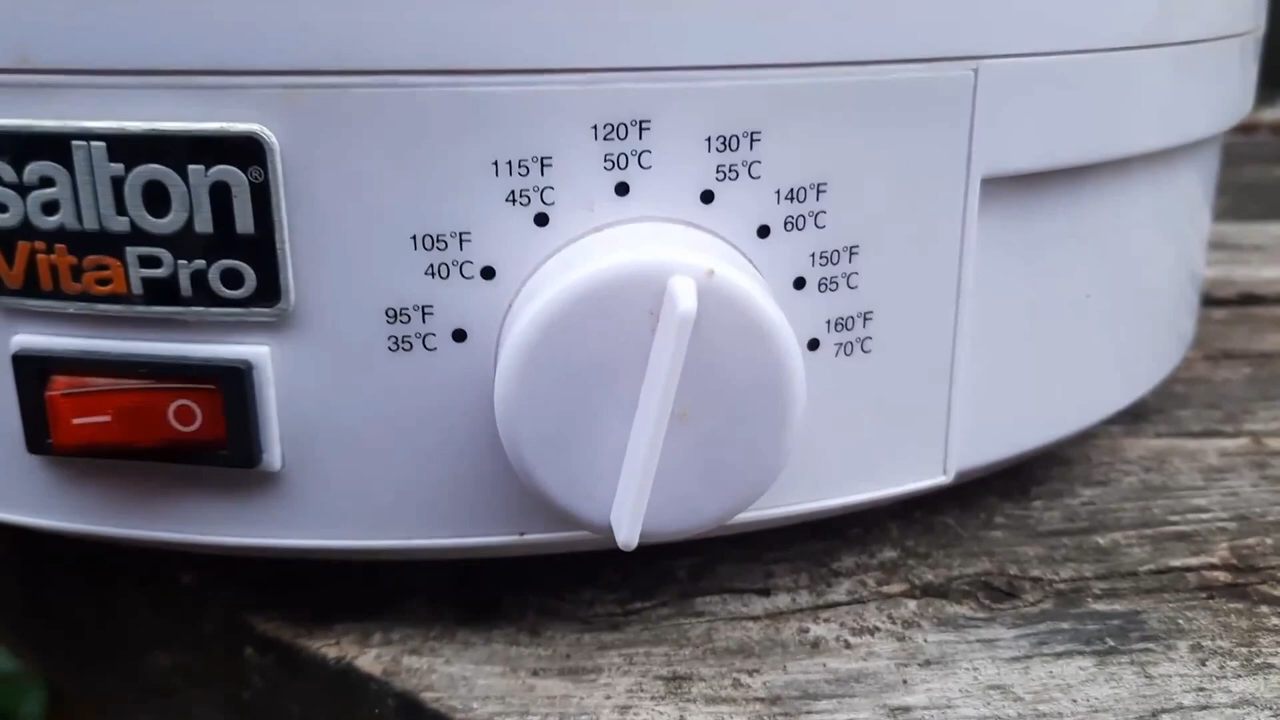 salton®
VitaPro
95°F
35℃
105°F
40℃
115°F
45℃
120°F
50℃
130°F
55℃
140°F
60℃
150°F
65℃
160°F
70℃
— O